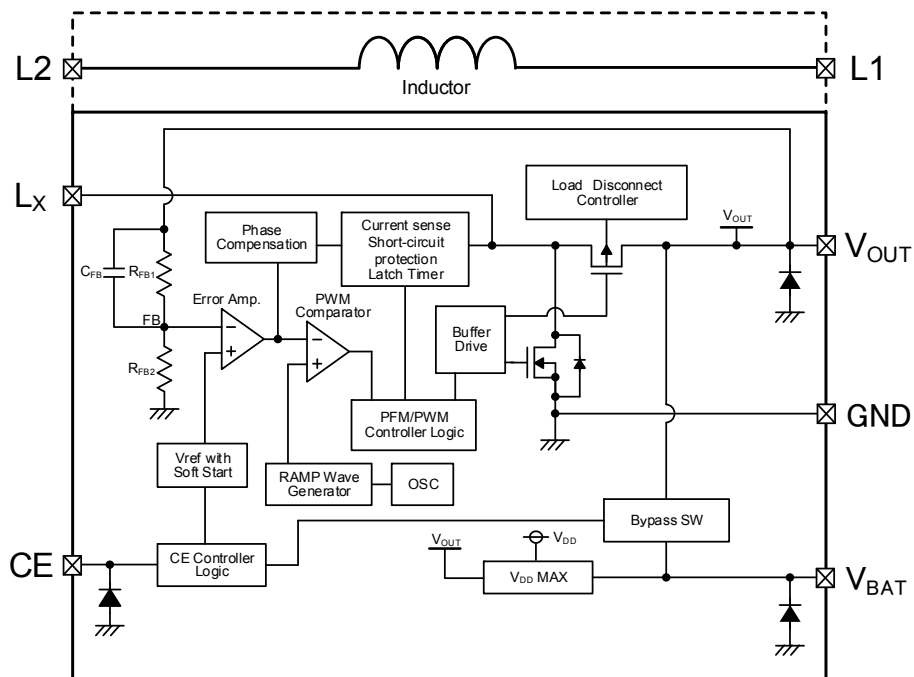 L2
L1
Inductor
LX
Load Disconnect
Controller
Phase
Compensation
Current sense
Short-circuit
protection
Latch Timer
VOUT
VOUT
CFB
RFB1
Error Amp.
PWM
Comparator
FB
Buffer
Drive
RFB2
PFM/PWM
Controller Logic
GND
Vref with
Soft Start
RAMP Wave
Generator
OSC
Bypass SW
CE
CE Controller
Logic
VOUT
VDD
VDD MAX
VBAT